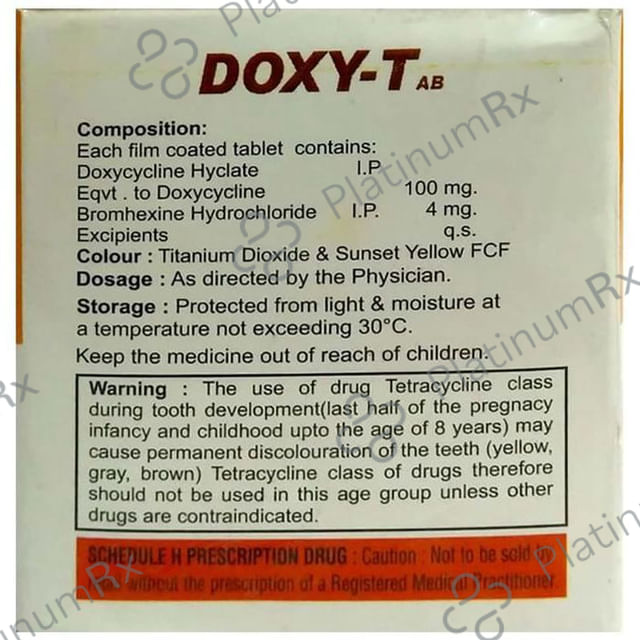 DOXY-T AB
Composition:
Each film coated tablet contains:
Doxycycline Hyclate I.P.
Eqvt . to Doxycycline 100 mg.
Bromhexine Hydrochloride I.P. 4 mg.
Excipients q.s.
Colour : Titanium Dioxide & Sunset Yellow FCF
Dosage : As directed by the Physician.
Storage : Protected from light & moisture at
a temperature not exceeding 30°C.
Keep the medicine out of reach of children.
Warning : The use of drug Tetracycline class
during tooth development(last half of the pregnacy
infancy and childhood upto the age of 8 years) may
cause permanent discolouration of the teeth (yellow,
gray, brown) Tetracycline class of drugs therefore
should not be used in this age group unless other
drugs are contraindicated.
SCHEDULE H PRESCRIPTION DRUG : Caution : Not to be sold
without the prescription of a Registered Medical Practitioner.
PlatinumRx
PlatinumRx
PlatinumRx